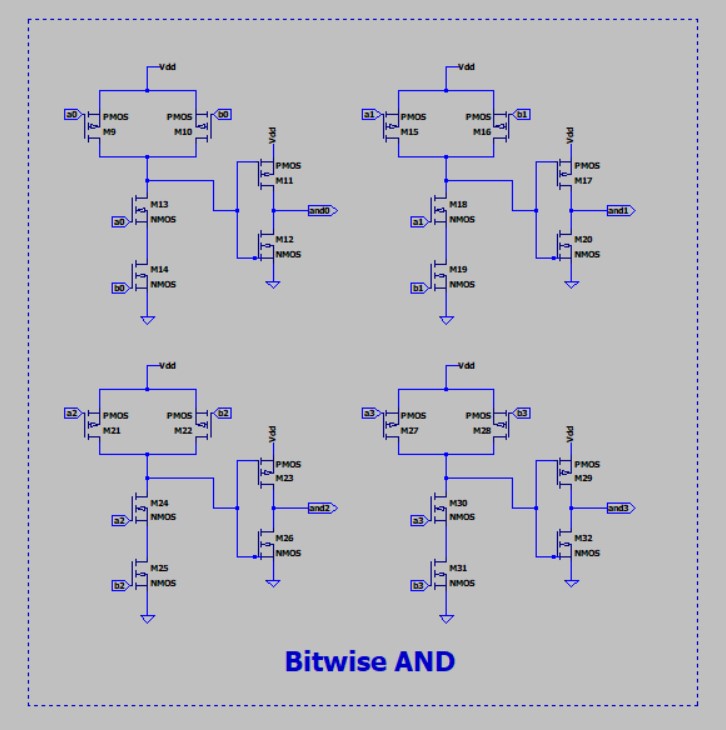 Vdd
a0
PMOS
M9
PMOS
M10
b0
Vdd
PMOS
M11
M13
NMOS
a0
and0
M12
NMOS
M14
NMOS
b0
Vdd
a1
PMOS
M15
PMOS
M16
b1
Vdd
PMOS
M17
M18
NMOS
a1
and1
M20
NMOS
M19
NMOS
b1
Vdd
a2
PMOS
M21
PMOS
M22
b2
Vdd
PMOS
M23
M24
NMOS
a2
and2
M26
NMOS
M25
NMOS
b2
Vdd
a3
PMOS
M27
PMOS
M28
b3
Vdd
PMOS
M29
M30
NMOS
a3
and3
M32
NMOS
M31
NMOS
b3
Bitwise AND